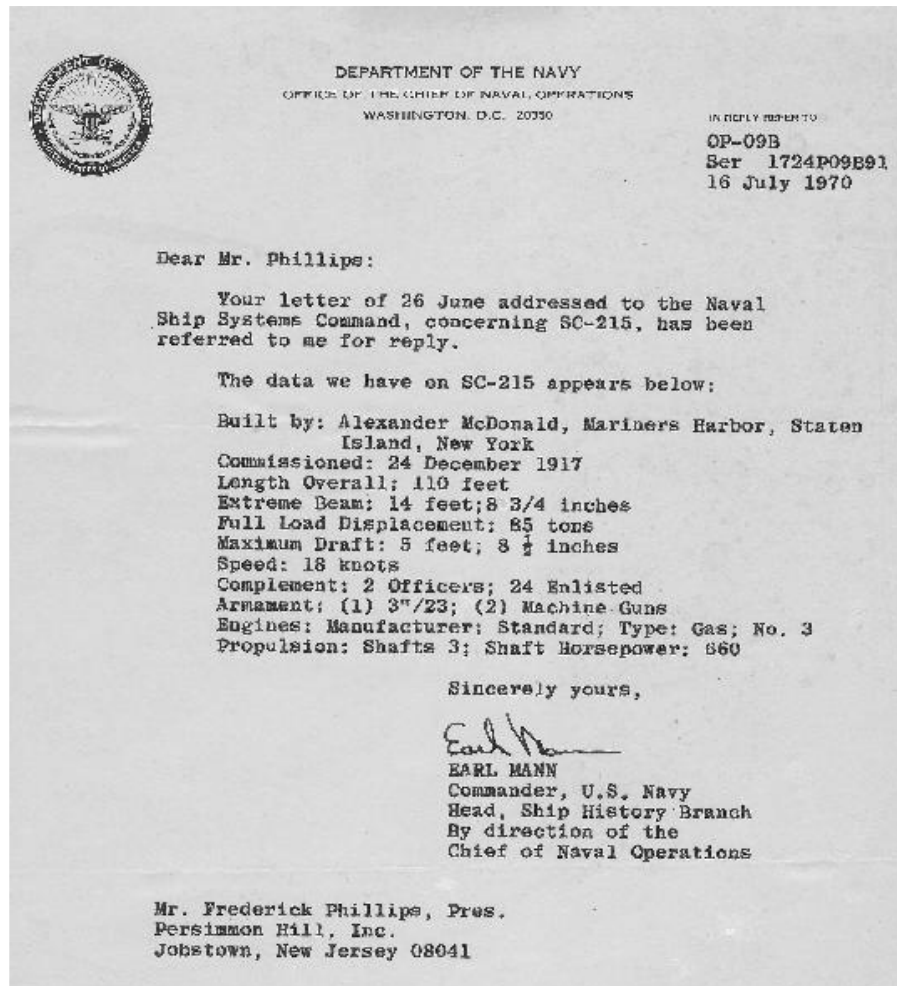 DEPARTMENT OF THE NAVY
OFFICE OF THE CHIEF OF NAVAL OPERATIONS
WASHINGTON, D.C. 20350
IN REPLY REFER TO
OP-09B
Ser 1724P09B91
16 July 1970
Dear Mr. Phillips:
Your letter of 26 June addressed to the Naval
Ship Systems Command, concerning SC-215, has been
referred to me for reply.
The data we have on SC-215 appears below:
Built by: Alexander McDonald, Mariners Harbor, Staten
Island, New York
Commissioned: 24 December 1917
Length Overall: 110 feet
Extreme Beam: 14 feet;8 3/4 inches
Full Load Displacement: 85 tons
Maximum Draft: 5 feet; 8 ½ inches
Speed: 18 knots
Complement: 2 Officers; 24 Enlisted
Armament: (1) 3"/23; (2) Machine Guns
Engines: Manufacturer: Standard; Type: Gas; No. 3
Propulsion: Shafts 3; Shaft Horsepower: 660
Sincerely yours,
Earl Mann
EARL MANN
Commander, U.S. Navy
Head, Ship History Branch
By direction of the
Chief of Naval Operations
Mr. Frederick Phillips, Pres.
Persimmon Hill, Inc.
Jobstown, New Jersey 08041